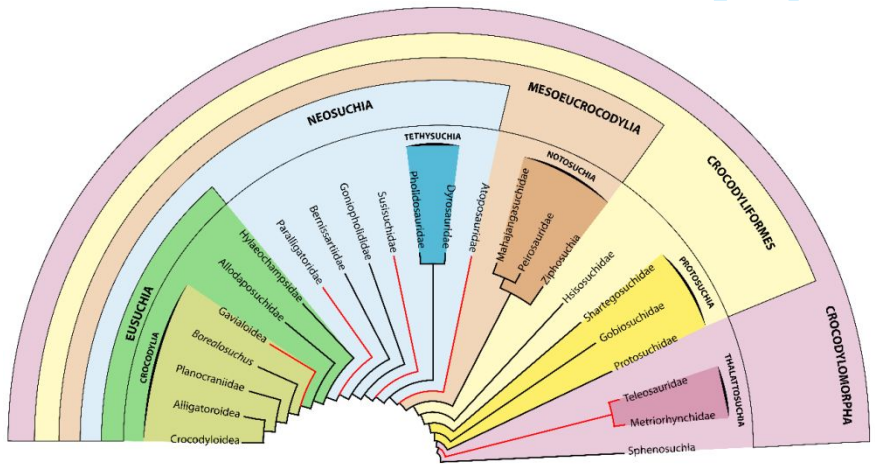 CROCODYLOMORPHA
CROCODYLIFORMES
MESOEUCROCODYLIA
NEOSUCHIA
EUSUCHIA
CROCODYLIA
TETHYSUCHIA
NOTOSUCHIA
PROTOSUCHIA
THALATTOSUCHIA
Crocodyloidea
Alligatoroidea
Planocraniidae
Borealosuchus
Gavialoidea
Allodaposuchidae
Hylaeochampsidae
Paralligatoridae
Bernissartiidae
Goniopholididae
Susisuchidae
Pholidosauridae
Dyrosauridae
Atoposauridae
Mahajangasuchidae
Peirosauridae
Ziphosuchia
Hsisosuchidae
Shartegosuchidae
Gobiosuchidae
Protosuchidae
Teleosauridae
Metriorhynchidae
Sphenosuchia